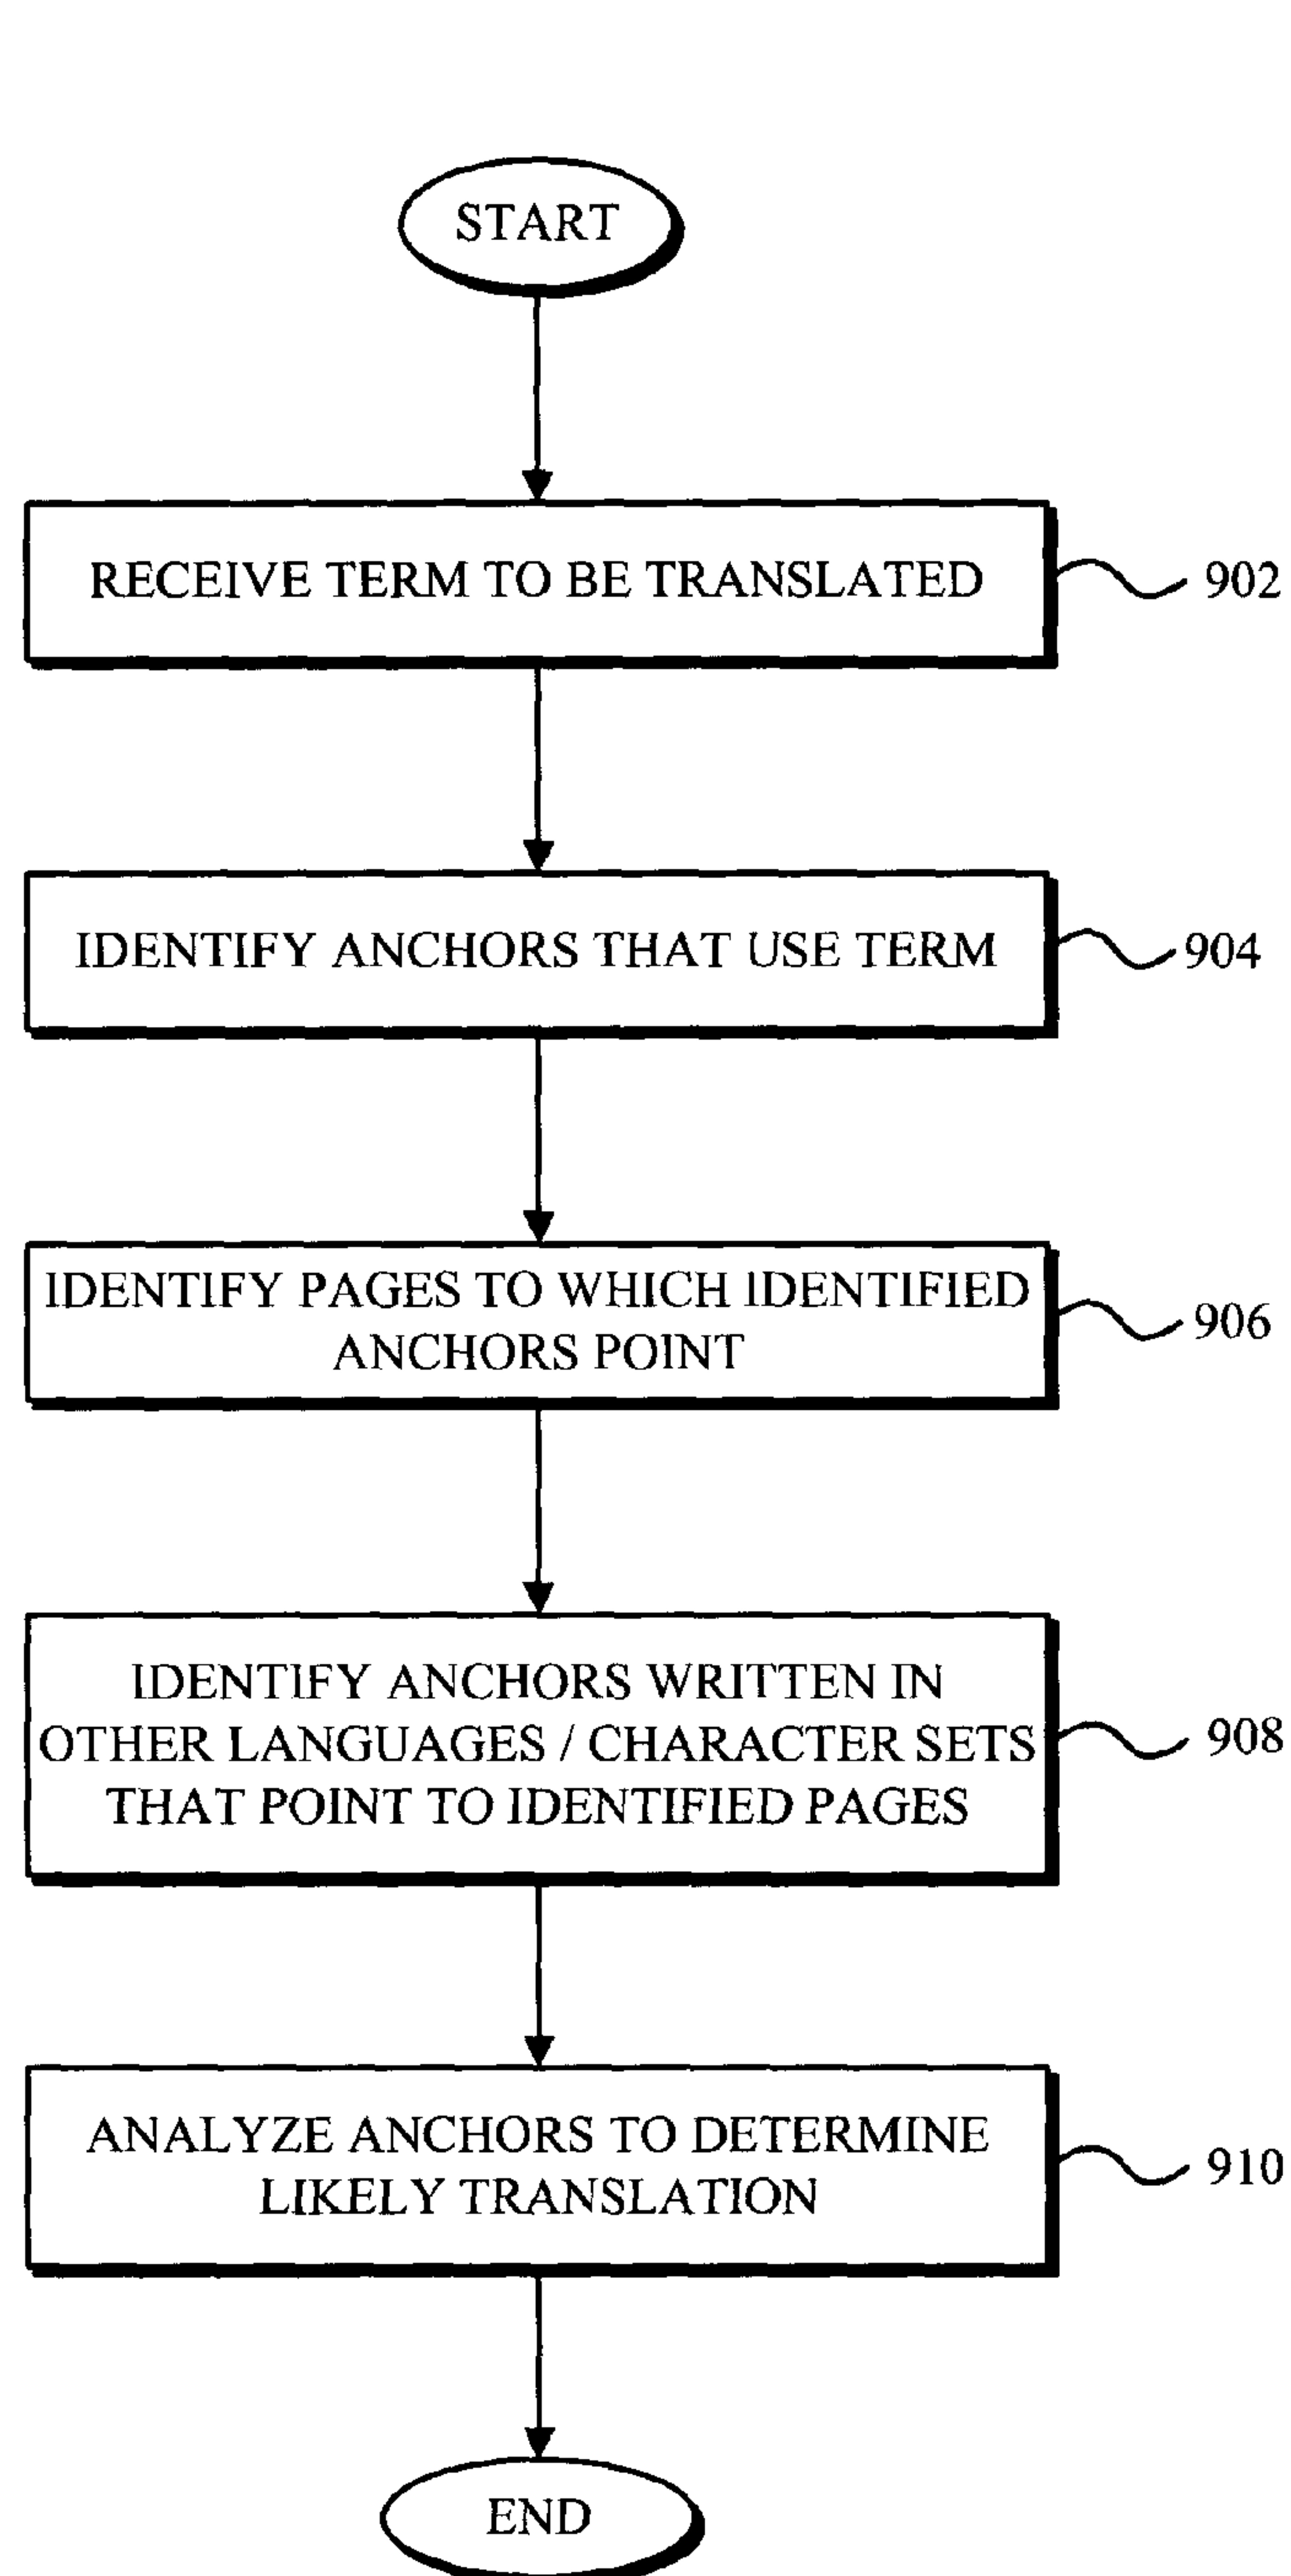 START
RECEIVE TERM TO BE TRANSLATED
902
IDENTIFY ANCHORS THAT USE TERM
904
IDENTIFY PAGES TO WHICH IDENTIFIED
ANCHORS POINT
906
IDENTIFY ANCHORS WRITTEN IN
OTHER LANGUAGES / CHARACTER SETS
THAT POINT TO IDENTIFIED PAGES
908
ANALYZE ANCHORS TO DETERMINE
LIKELY TRANSLATION
910
END